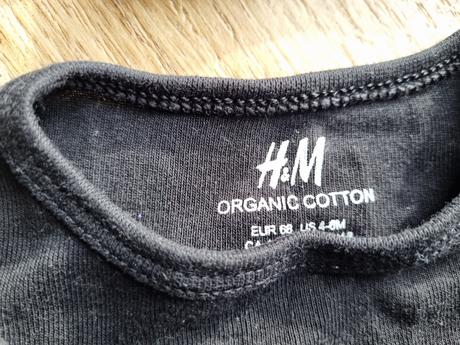 H&M
ORGANIC COTTON
EUR 68 US 4-6M